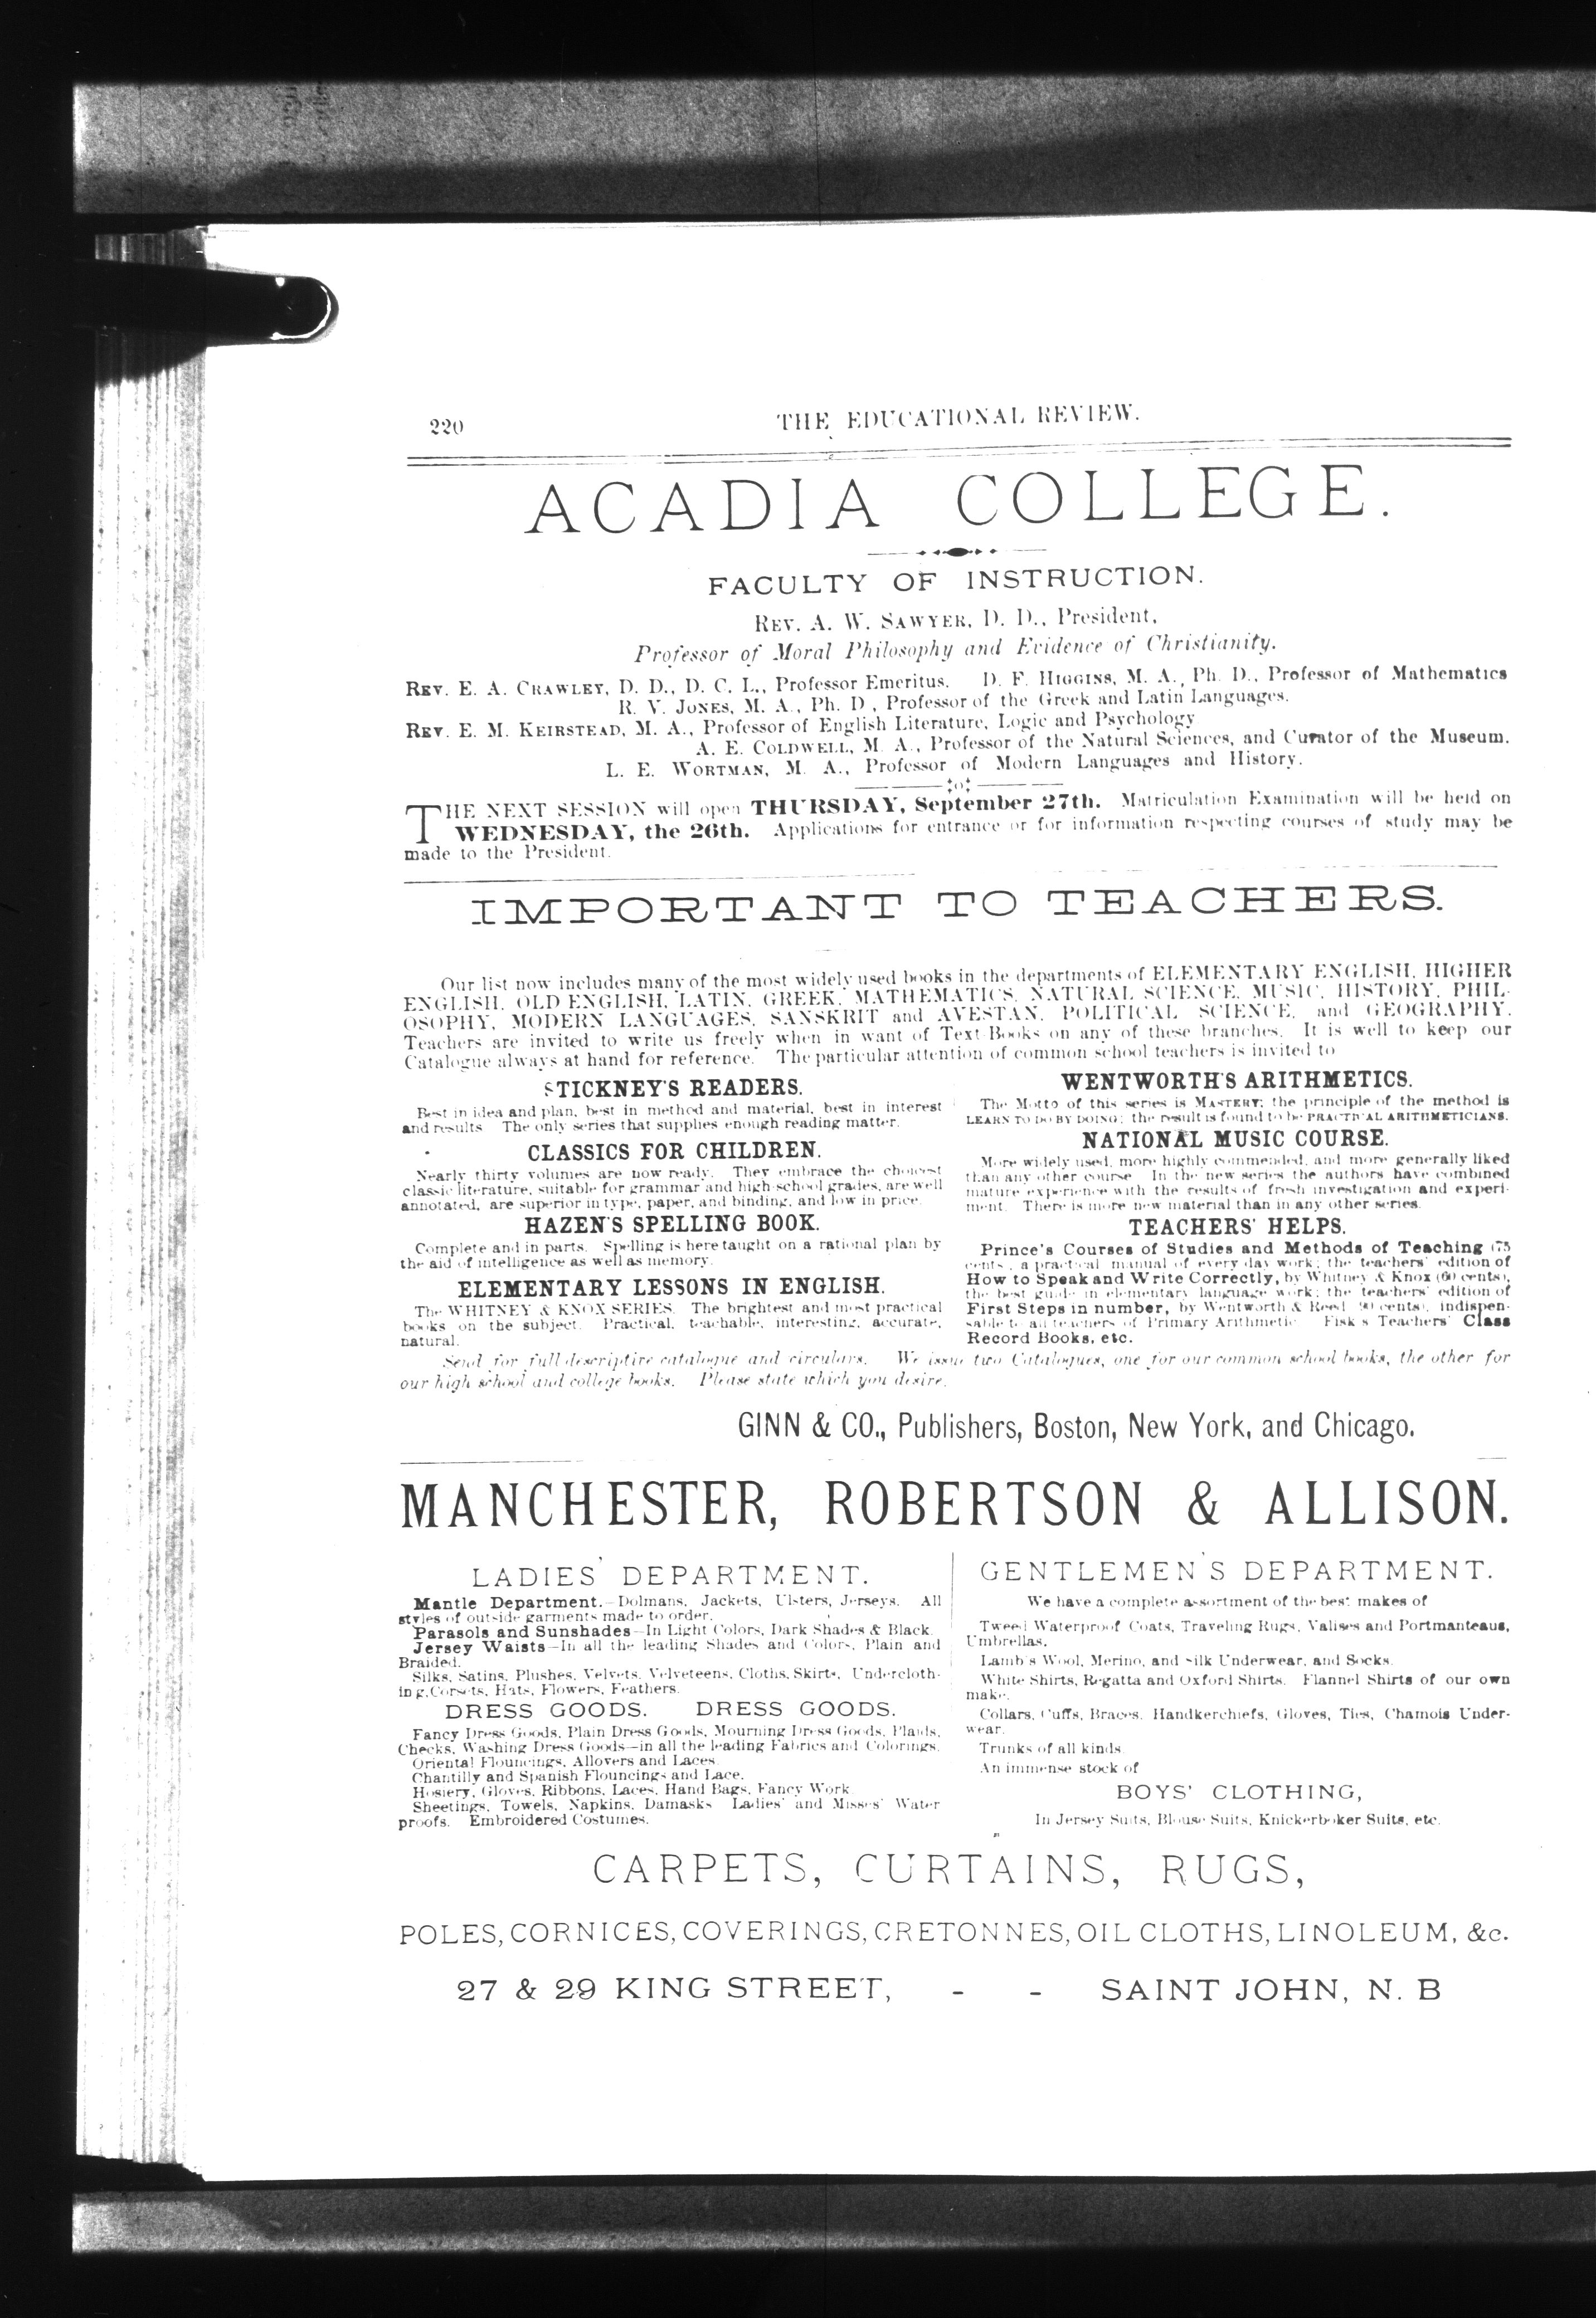 220
THE EDUCATIONAL REVIEW.
ACADIA COLLEGE.
FACULTY OF INSTRUCTION.
REV. A. W. SAWYER, D. D., President,
Professor of Moral Philosophy and Evidence of Christianity.
REV. E. A. CRAWLEY, D. D., D. C. L., Professor Emeritus. D. F. HIGGINS, M. A., Ph. D., Professor of Mathematics
R. V. JONES, M. A., Ph. D., Professor of the Greek and Latin Languages.
REV. E. M. KEIRSTEAD, M. A., Professor of English Literature, Logic and Psychology
A. E. COLDWELL, M. A., Professor of the Natural Sciences, and Curator of the Museum.
L. E. WORTMAN, M. A., Professor of Modern Languages and History.
THE NEXT SESSION will open THURSDAY, September 27th. Matriculation Examination will be held on
WEDNESDAY, the 26th. Applications for entrance or for information respecting courses of study may be
made to the President.
IMPORTANT TO TEACHERS.
Our list now includes many of the most widely used books in the departments of ELEMENTARY ENGLISH, HIGHER
ENGLISH, OLD ENGLISH, LATIN, GREEK, MATHEMATICS, NATURAL SCIENCE, MUSIC, HISTORY, PHIL-
OSOPHY, MODERN LANGUAGES, SANSKRIT and AVESTAN, POLITICAL SCIENCE, and GEOGRAPHY.
Teachers are invited to write us freely when in want of Text Books on any of these branches. It is well to keep our
Catalogue always at hand for reference. The particular attention of common school teachers is invited to
STICKNEY'S READERS.
Best in idea and plan, best in method and material, best in interest
and results. The only series that supplies enough reading matter.
CLASSICS FOR CHILDREN.
Nearly thirty volumes are now ready. They embrace the choicest
classic literature, suitable for grammar and high-school grades, are well
annotated, are superior in type, paper, and binding, and low in price.
HAZEN'S SPELLING BOOK.
Complete and in parts. Spelling is here taught on a rational plan by
the aid of intelligence as well as memory.
ELEMENTARY LESSONS IN ENGLISH.
The WHITNEY & KNOX SERIES. The brightest and most practical
books on the subject. Practical, teachable, interesting, accurate,
natural.
WENTWORTH'S ARITHMETICS.
The Motto of this series is MASTERY; the principle of the method is
LEARN TO DO BY DOING; the result is found to be PRACTICAL ARITHMETICIANS.
NATIONAL MUSIC COURSE.
More widely used, more highly commended, and more generally liked
than any other course. In the new series the authors have combined
mature experience with the results of fresh investigation and experi-
ment. There is more new material than in any other series.
TEACHERS' HELPS.
Prince's Courses of Studies and Methods of Teaching (75
cents), a practical manual of every day work; the teachers' edition of
How to Speak and Write Correctly, by Whitney & Knox (60 cents),
the best guide in elementary language work; the teachers' edition of
First Steps in number, by Wentworth & Reed 90 cents), indispen-
sable to all teachers of Primary Arithmetic Fisk's Teachers' Class
Record Books, etc.
Send for full descriptive catalogue and circulars. We issue two Catalogues, one for our common school books, the other for
our high school and college books. Please state which you desire.
GINN & CO., Publishers, Boston, New York, and Chicago.
MANCHESTER, ROBERTSON & ALLISON.
LADIES' DEPARTMENT.
Mantle Department.—Dolmans, Jackets, Ulsters, Jerseys. All
styles of outside garments made to order.
Parasols and Sunshades—In Light Colors, Dark Shades & Black.
Jersey Waists—In all the leading Shades and Colors, Plain and
Braided.
Silks, Satins, Plushes, Velvets, Velveteens, Cloths, Skirts, Undercloth-
ing, Corsets, Hats, Flowers, Feathers.
DRESS GOODS. DRESS GOODS.
Fancy Dress Goods, Plain Dress Goods, Mourning Dress Goods, Plaids,
Checks, Washing Dress Goods—in all the leading Fabrics and Colorings.
Oriental Flouncings, Allovers and Laces
Chantilly and Spanish Flouncings and Lace.
Hosiery, Gloves, Ribbons, Laces, Hand Bags, Fancy Work
Sheetings, Towels, Napkins, Damasks Ladies' and Misses' Water
proofs. Embroidered Costumes.
GENTLEMEN'S DEPARTMENT.
We have a complete assortment of the best makes of
Tweed Waterproof Coats, Traveling Rugs, Valises and Portmanteaus,
Umbrellas.
Lamb's Wool, Merino, and Silk Underwear, and Socks.
White Shirts, Regatta and Oxford Shirts. Flannel Shirts of our own
make.
Collars, Cuffs, Braces, Handkerchiefs, Gloves, Ties, Chamois Under-
wear.
Trunks of all kinds.
An immense stock of
BOYS' CLOTHING,
In Jersey Suits, Blouse Suits, Knickerboker Suits, etc.
CARPETS, CURTAINS, RUGS,
POLES, CORNICES, COVERINGS, CRETONNES, OIL CLOTHS, LINOLEUM, &c.
27 & 29 KING STREET, - - SAINT JOHN, N. B